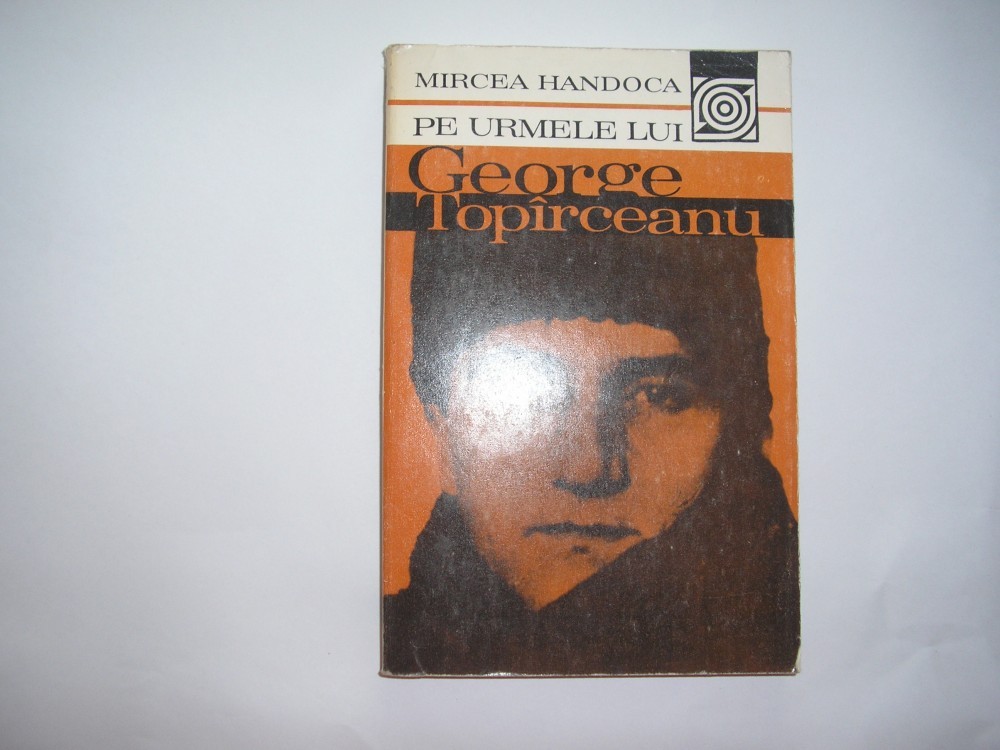 MIRCEA HANDOCA
PE URMELE LUI
George
Topîrceanu